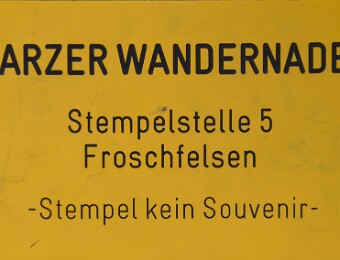 ARZER WANDERNADE
Stempelstelle 5
Froschfelsen
-Stempel kein Souvenir-